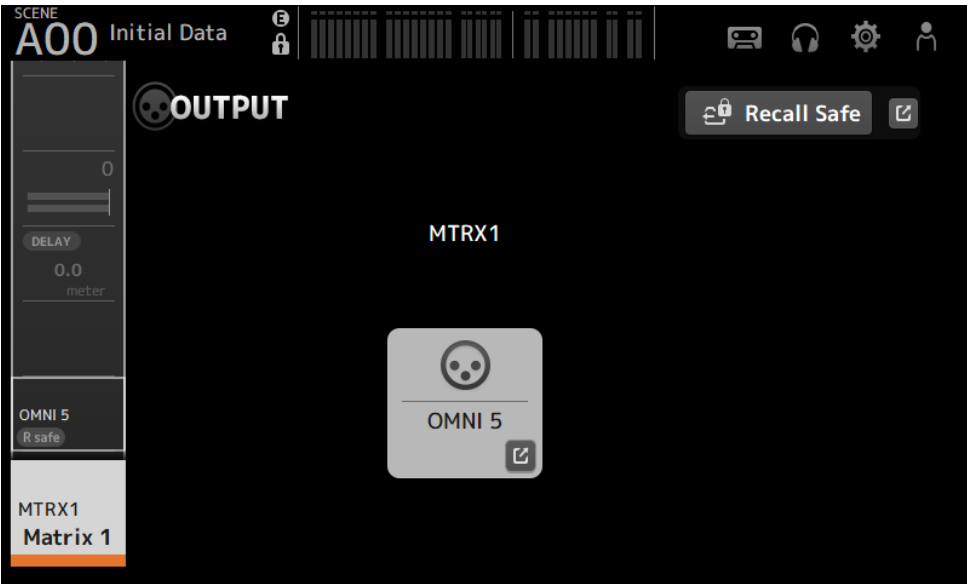 SCENE
A00 Initial Data
E
OUTPUT
Recall Safe
0
DELAY
0.0
meter
MTRX1
OMNI 5
OMNI 5
R safe
MTRX1
Matrix 1